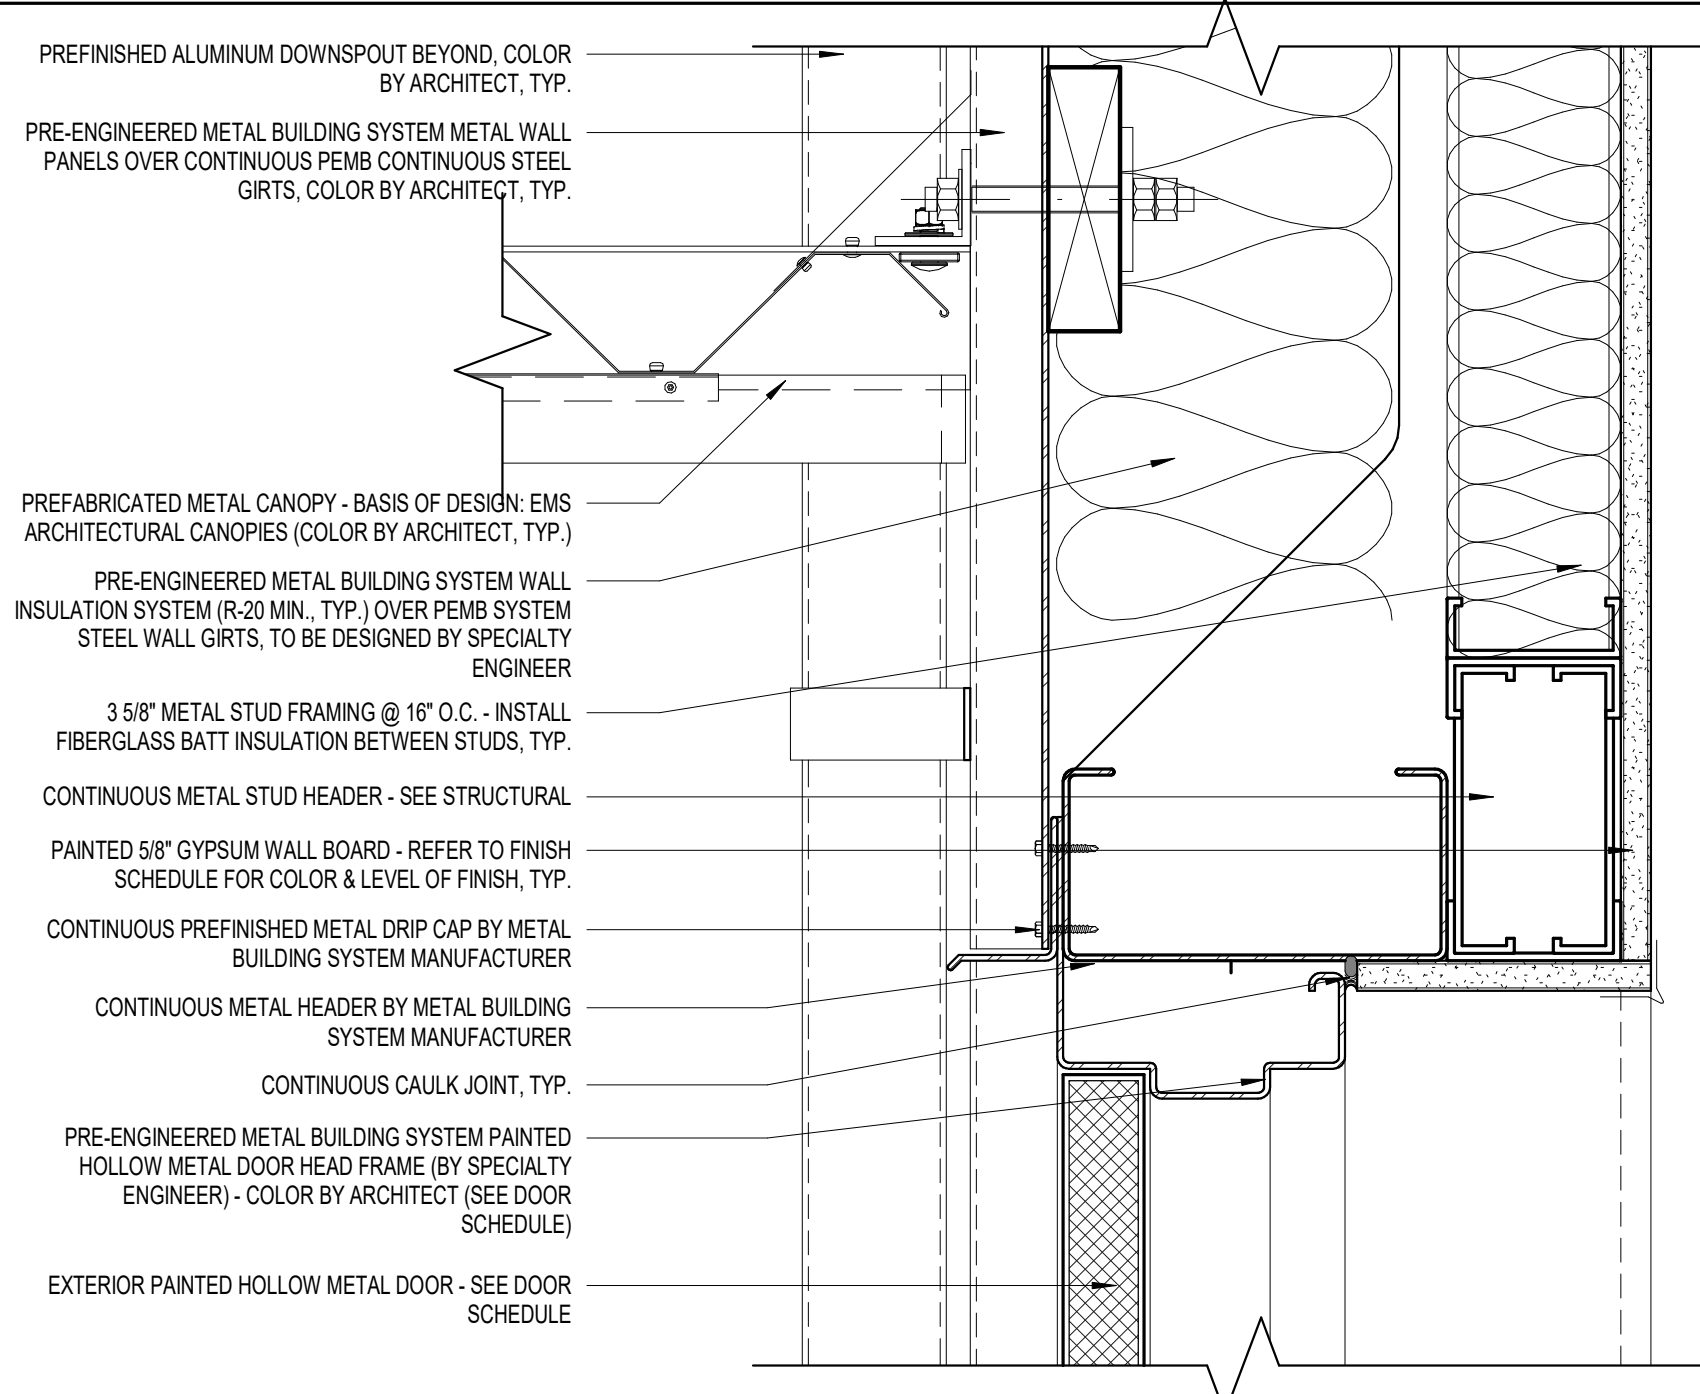 PREFINISHED ALUMINUM DOWNSPOUT BEYOND, COLOR
BY ARCHITECT, TYP.
PRE-ENGINEERED METAL BUILDING SYSTEM METAL WALL
PANELS OVER CONTINUOUS PEMB CONTINUOUS STEEL
GIRTS, COLOR BY ARCHITECT, TYP.
PREFABRICATED METAL CANOPY - BASIS OF DESIGN: EMS
ARCHITECTURAL CANOPIES (COLOR BY ARCHITECT, TYP.)
PRE-ENGINEERED METAL BUILDING SYSTEM WALL
INSULATION SYSTEM (R-20 MIN., TYP.) OVER PEMB SYSTEM
STEEL WALL GIRTS, TO BE DESIGNED BY SPECIALTY
ENGINEER
3 5/8" METAL STUD FRAMING @ 16" O.C. - INSTALL
FIBERGLASS BATT INSULATION BETWEEN STUDS, TYP.
CONTINUOUS METAL STUD HEADER - SEE STRUCTURAL
PAINTED 5/8" GYPSUM WALL BOARD - REFER TO FINISH
SCHEDULE FOR COLOR & LEVEL OF FINISH, TYP.
CONTINUOUS PREFINISHED METAL DRIP CAP BY METAL
BUILDING SYSTEM MANUFACTURER
CONTINUOUS METAL HEADER BY METAL BUILDING
SYSTEM MANUFACTURER
CONTINUOUS CAULK JOINT, TYP.
PRE-ENGINEERED METAL BUILDING SYSTEM PAINTED
HOLLOW METAL DOOR HEAD FRAME (BY SPECIALTY
ENGINEER) - COLOR BY ARCHITECT (SEE DOOR
SCHEDULE)
EXTERIOR PAINTED HOLLOW METAL DOOR - SEE DOOR
SCHEDULE